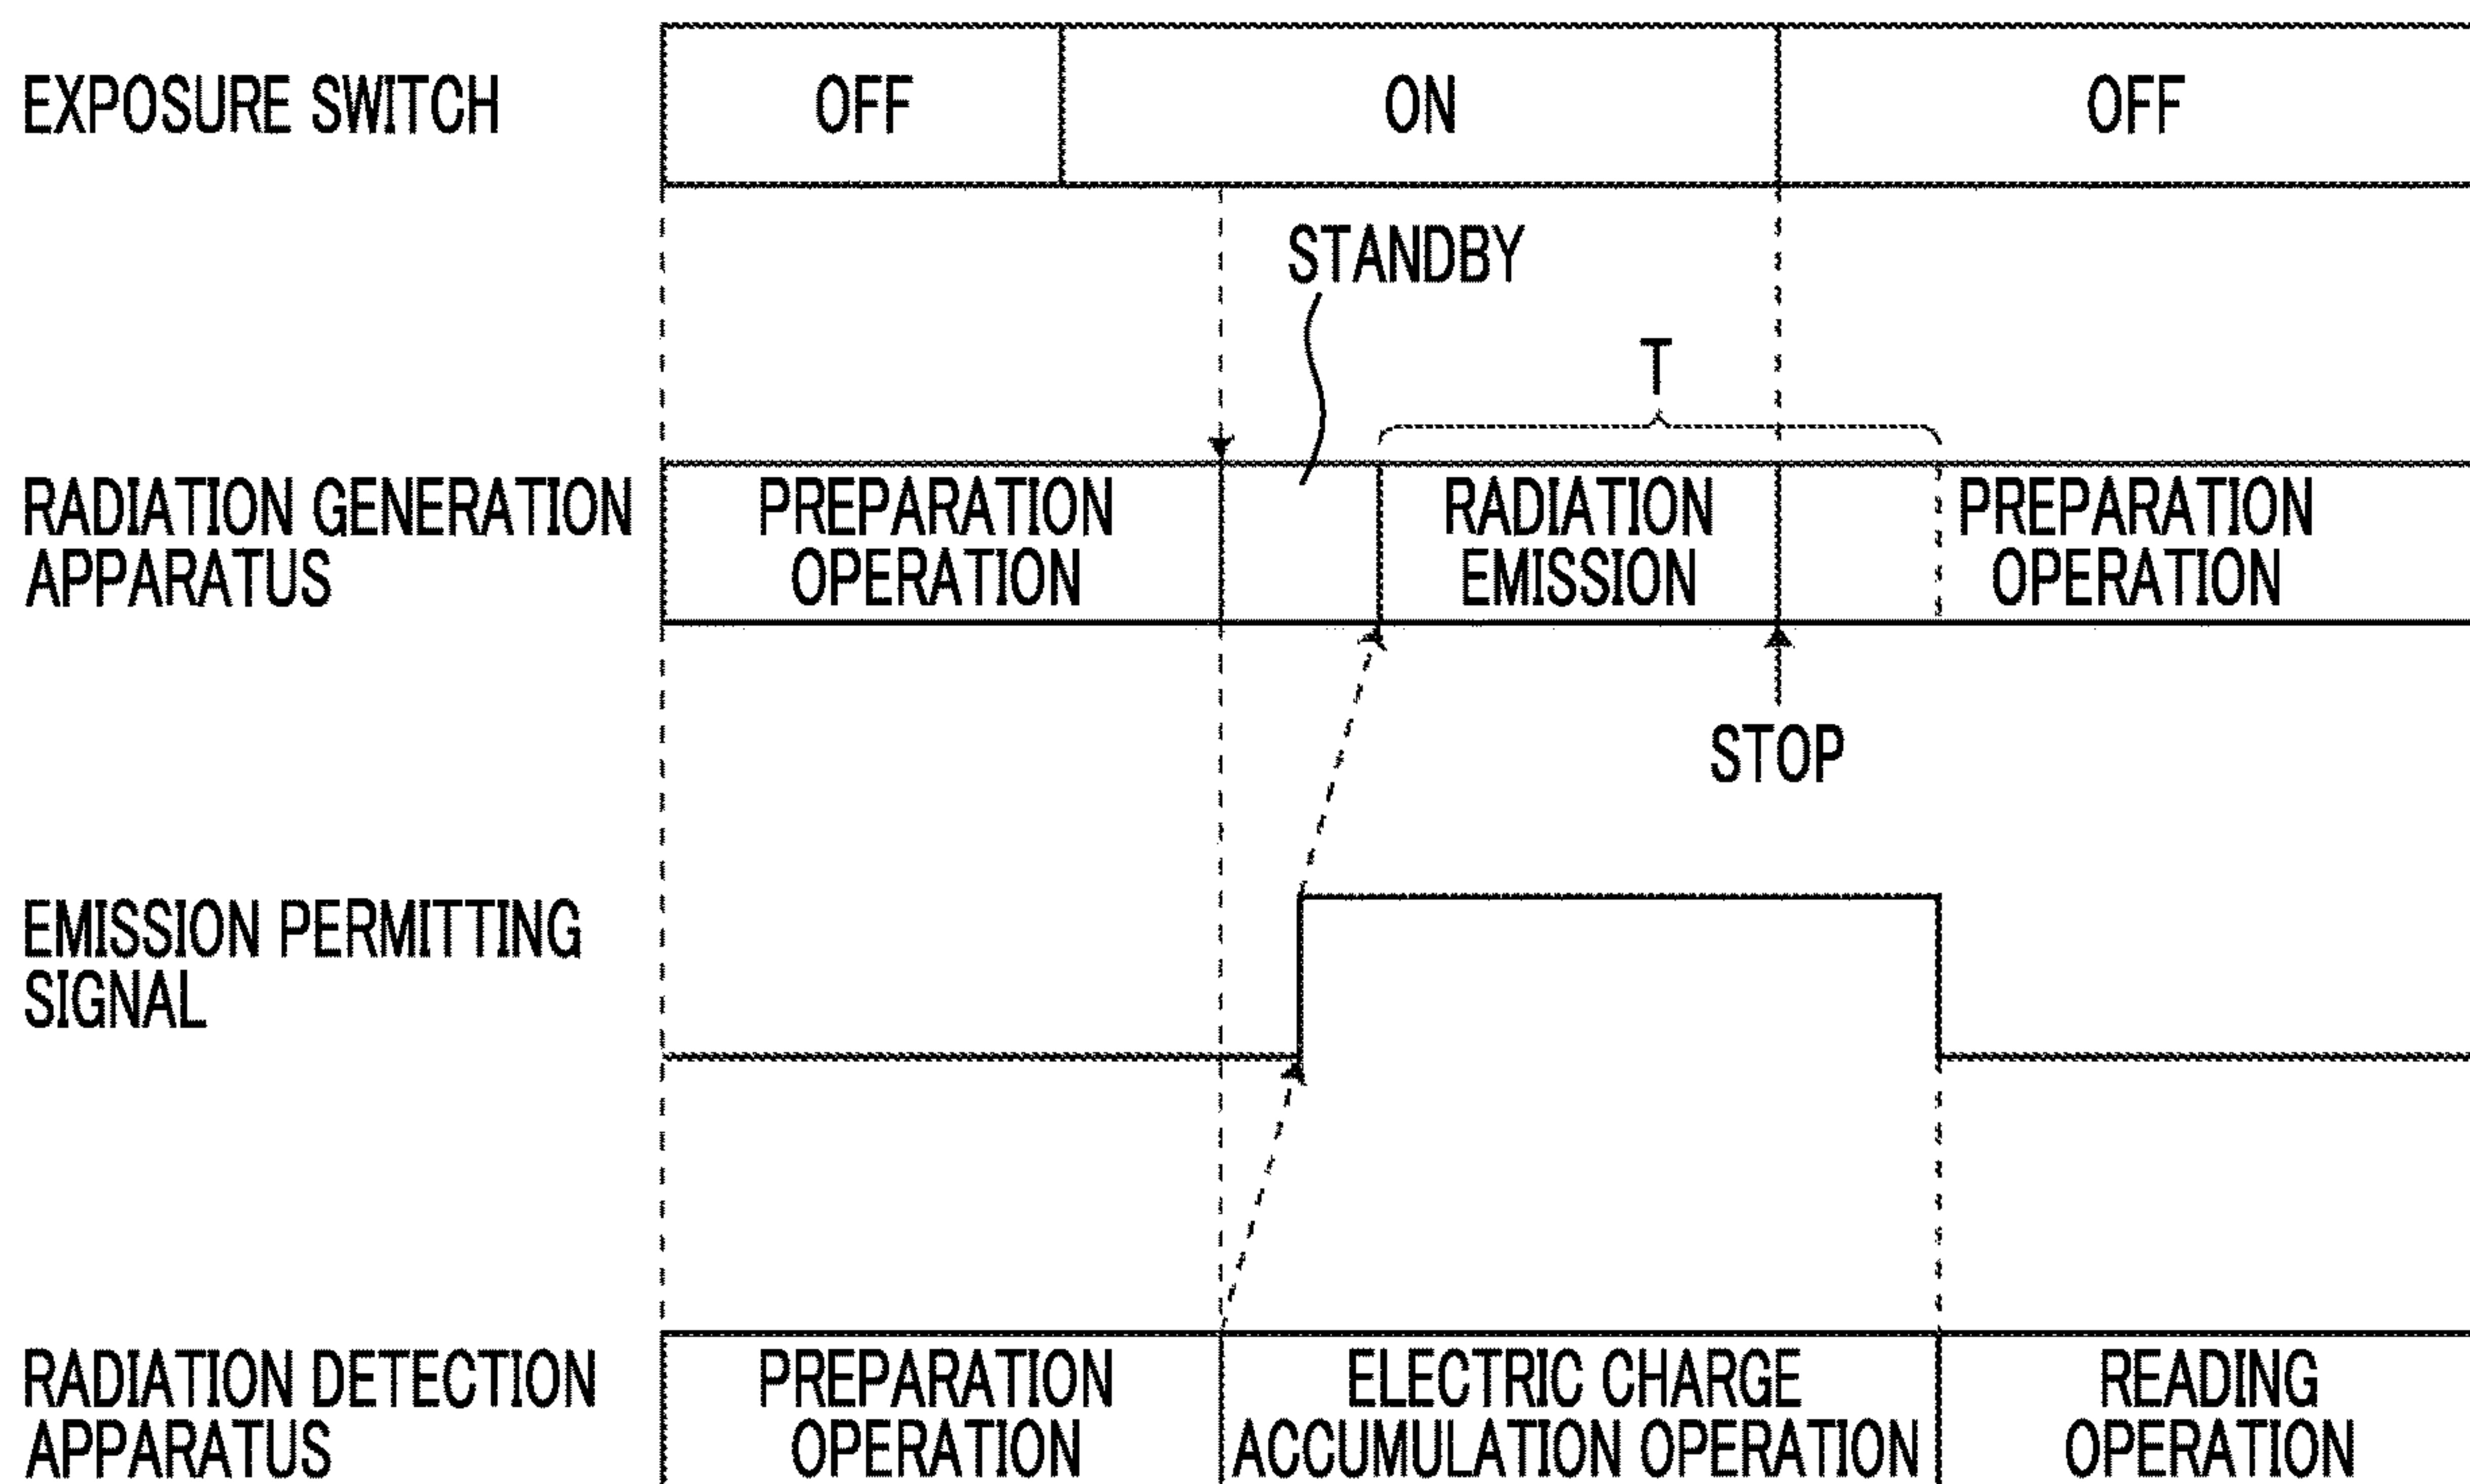 EXPOSURE SWITCH
OFF
ON
OFF
STANDBY
T
RADIATION GENERATION
APPARATUS
PREPARATION
OPERATION
RADIATION
EMISSION
PREPARATION
OPERATION
STOP
EMISSION PERMITTING
SIGNAL
RADIATION DETECTION
APPARATUS
PREPARATION
OPERATION
ELECTRIC CHARGE
ACCUMULATION OPERATION
READING
OPERATION